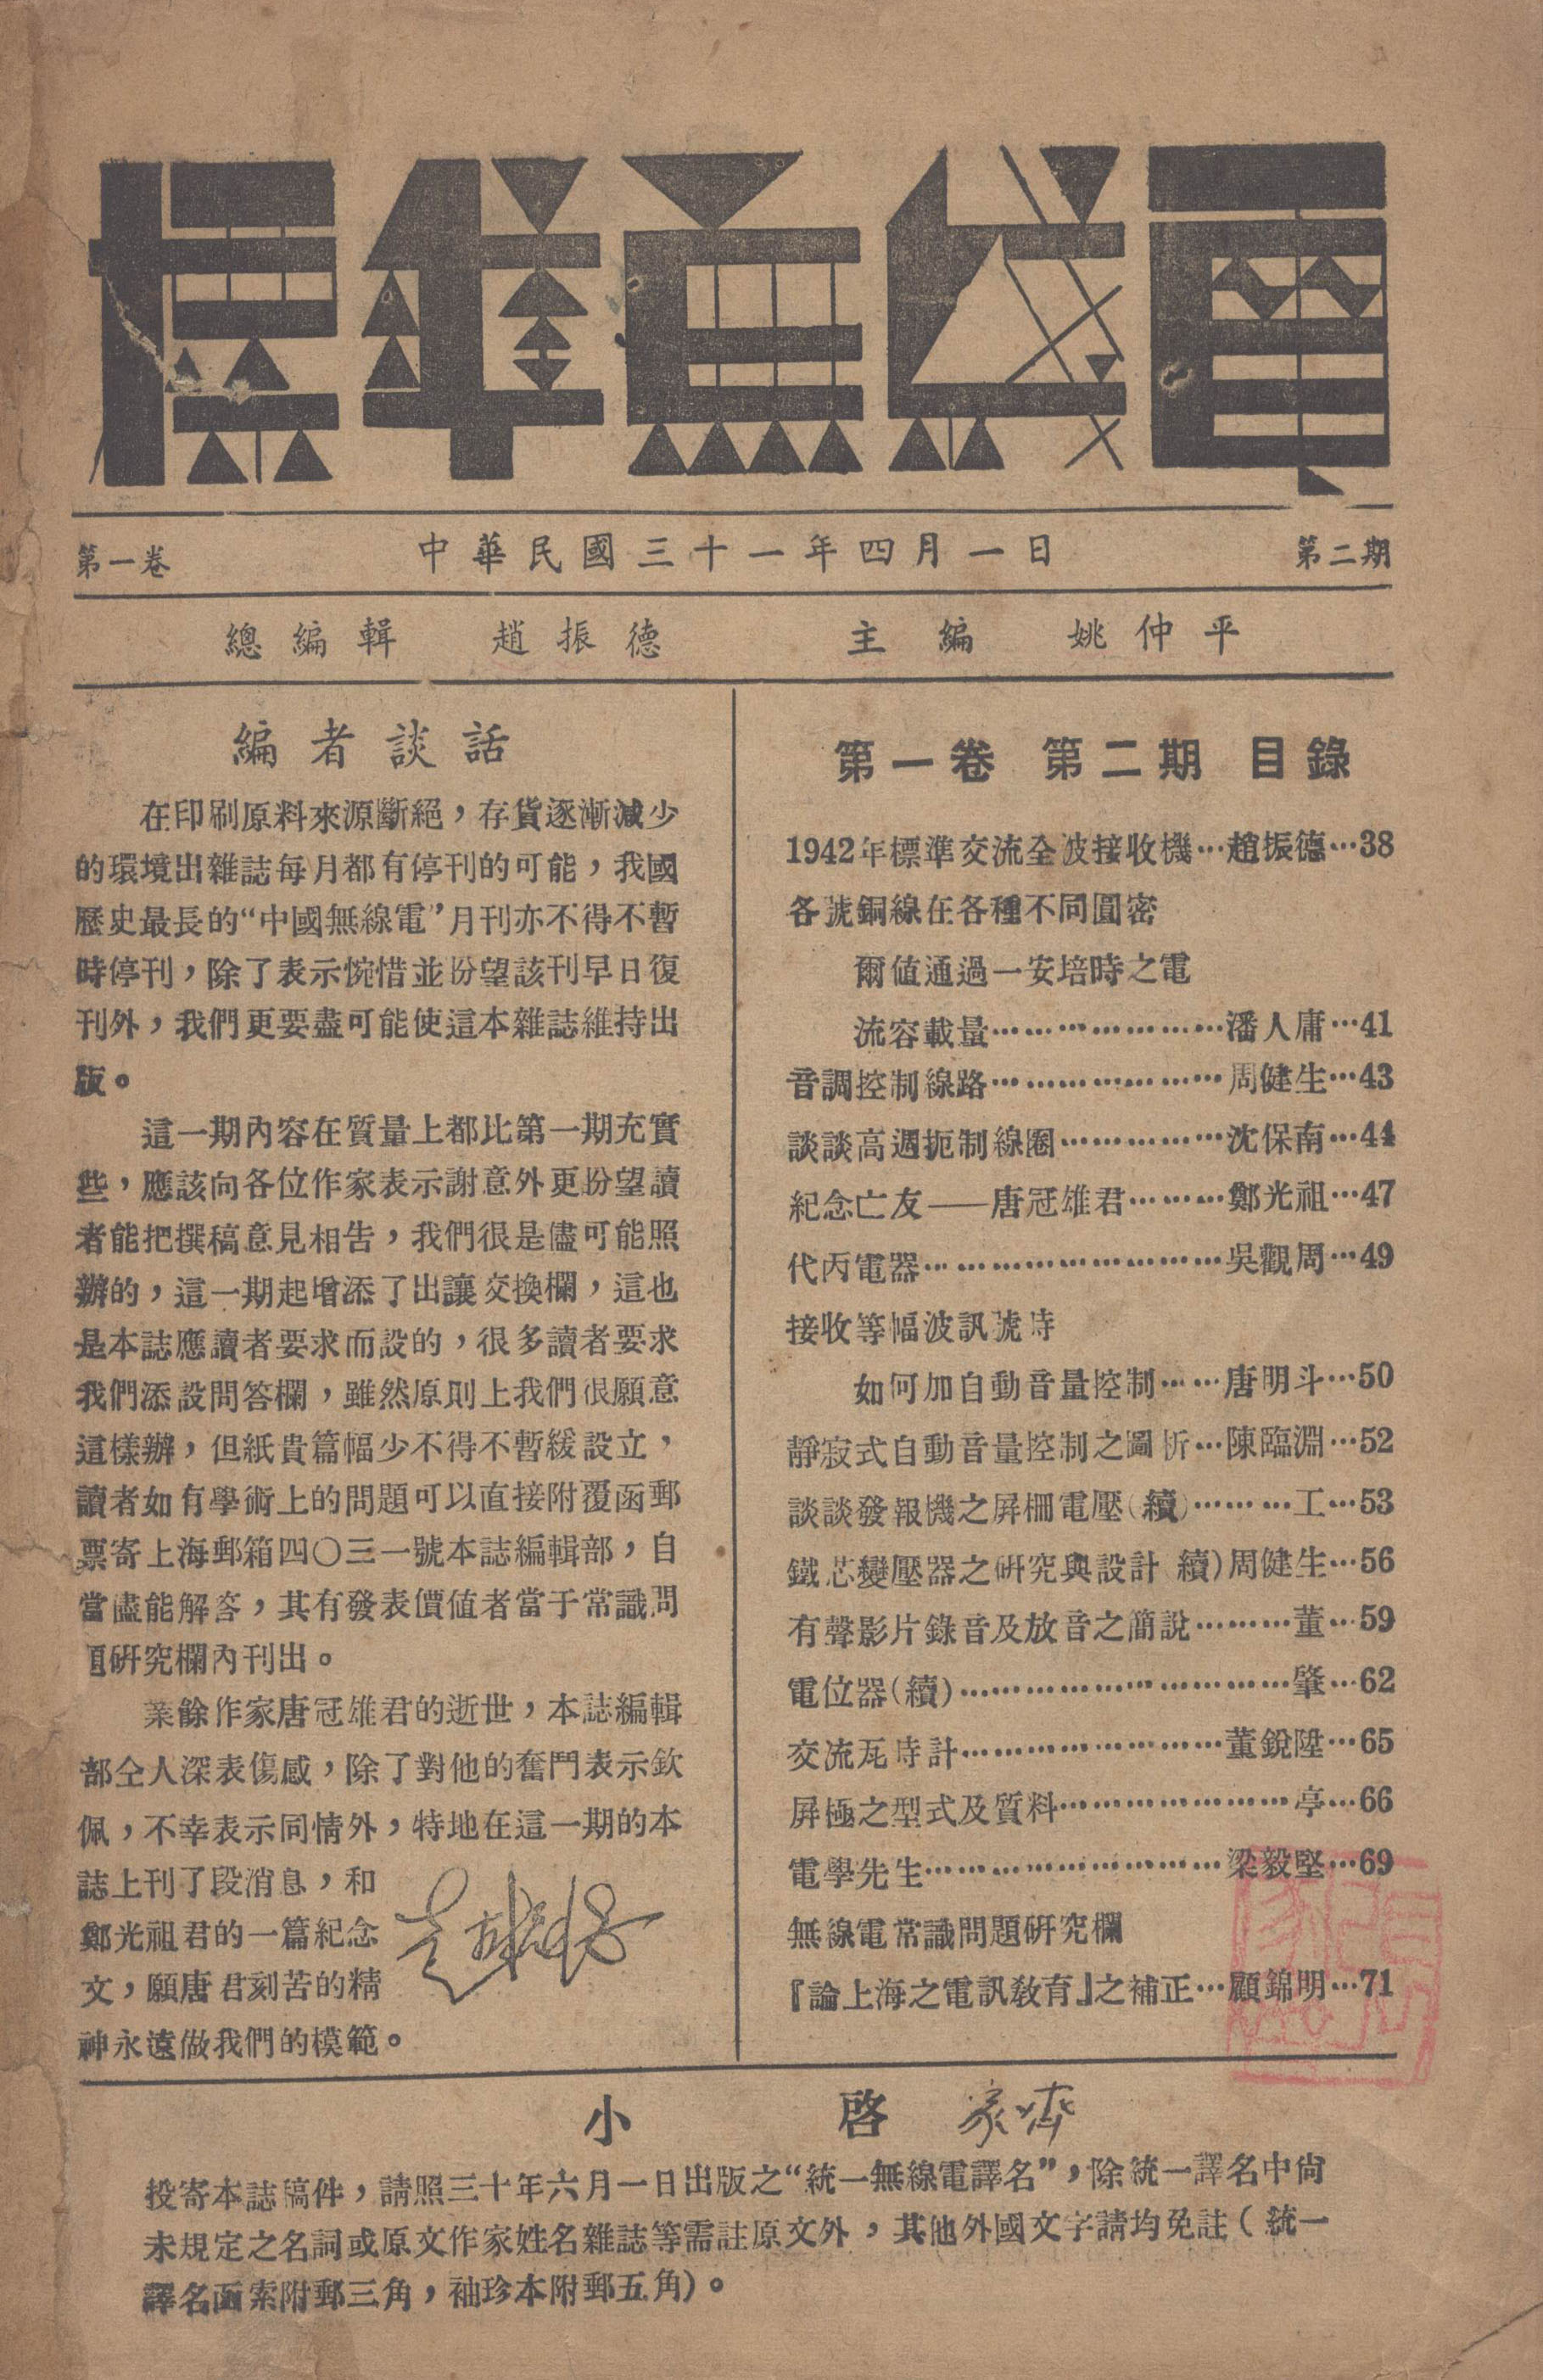 標準無線電
第一卷
中華民國三十一年四月一日
第二期
總編輯 趙振德 主編 姚仲平
編者談話
在印刷原料來源斷絕，存貨逐漸減少
的環境出雜誌每月都有停刊的可能，我國
歷史最長的“中國無線電”月刊亦不得不暫
時停刊，除了表示惋惜並盼望該刊早日復
刊外，我們更要盡可能使這本雜誌維持出
版。
這一期內容在質量上都比第一期充實
些，應該向各位作家表示謝意外更盼望讀
者能把撰稿意見相告，我們很是儘可能照
辦的，這一期起增添了出讓交換欄，這也
是本誌應讀者要求而設的，很多讀者要求
我們添設問答欄，雖然原則上我們很願意
這樣辦，但紙貴篇幅少不得不暫緩設立，
讀者如有學術上的問題可以直接附覆函郵
票寄上海郵箱四〇三一號本誌編輯部，自
當儘能解答，其有發表價值者當于常識問
題研究欄內刊出。
業餘作家唐冠雄君的逝世，本誌編輯
部仝人深表傷感，除了對他的奮鬥表示欽
佩，不幸表示同情外，特地在這一期的本
誌上刊了段消息，和
鄭光祖君的一篇紀念
文，願唐君刻苦的精
神永遠做我們的模範。
趙振德
第一卷 第二期 目錄
1942年標準交流全波接收機…趙振德…38
各號銅線在各種不同圓密
爾值通過一安培時之電
流容載量……………………潘人庸…41
音調控制線路……………………周健生…43
談談高週扼制線圈……………沈保南…44
紀念亡友——唐冠雄君………鄭光祖…47
代丙電器…………………………吳觀周…49
接收等幅波訊號時
如何加自動音量控制……唐明斗…50
靜寂式自動音量控制之圖析…陳臨淵…52
談談發報機之屏柵電壓(續)………工…53
鐵芯變壓器之研究與設計 續)周健生…56
有聲影片錄音及放音之簡說………董…59
電位器(續)……………………………肇…62
交流瓦時計……………………董銳陞…65
屏極之型式及質料……………………亭…66
電學先生…………………………梁毅堅…69
無線電常識問題研究欄
『論上海之電訊教育』之補正…顧錦明…71
小啓
家濟
投寄本誌稿件，請照三十年六月一日出版之“統一無線電譯名”，除統一譯名中尙
未規定之名詞或原文作家姓名雜誌等需註原文外，其他外國文字請均免註（統一
譯名函索附郵三角，袖珍本附郵五角）。